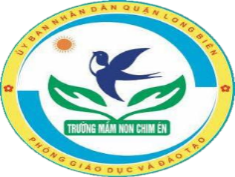 ỦY BAN NHÂN DÂN QUẬN LONG BIÊN
TRƯỜNG MẦM NON CHIM ÉN
PHÒNG GIÁO DỤC VÀ ĐÀO TẠO